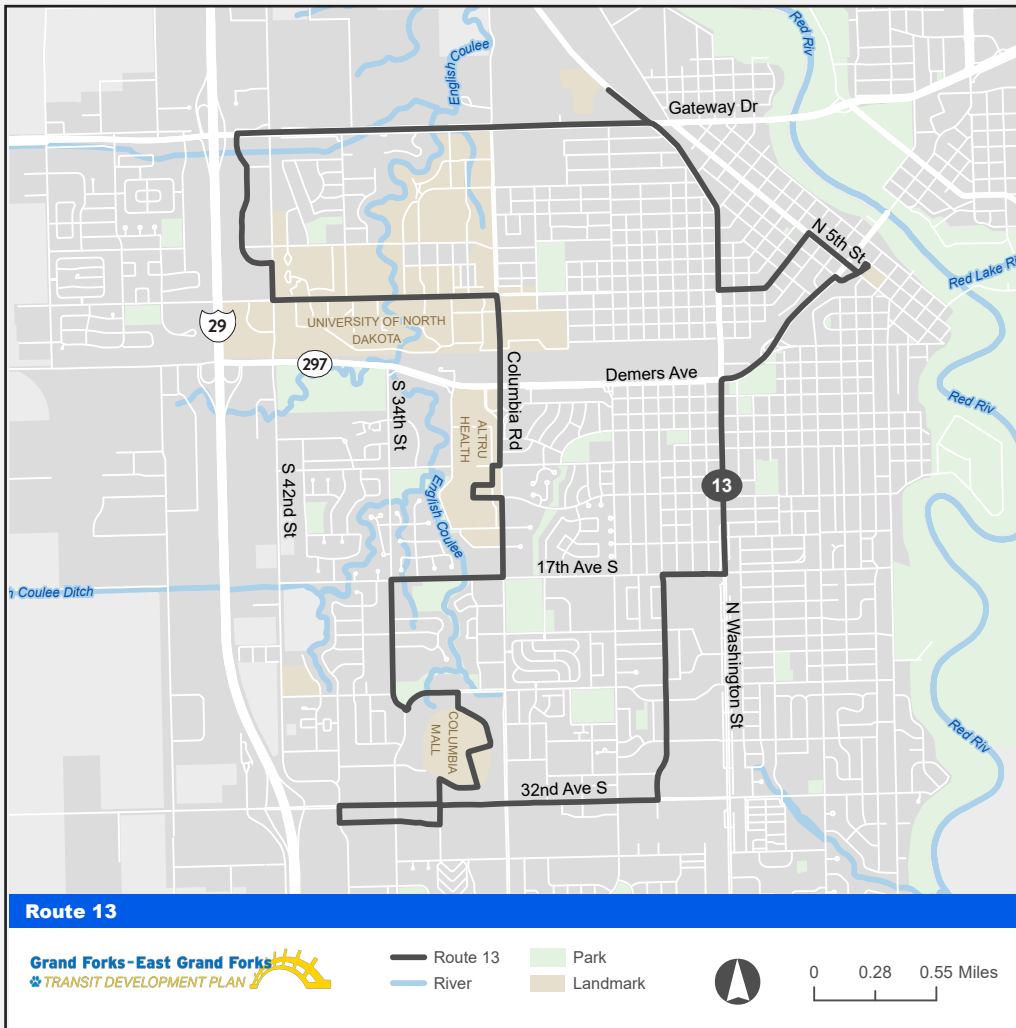 English Coulee
Red Riv
Gateway Dr
N 5th St
Red Lake Ri
29
UNIVERSITY OF NORTH
DAKOTA
297
Columbia Rd
Demers Ave
S 34th St
ALTRU
HEALTH
Red Riv
S 42nd St
13
English Coulee
17th Ave S
h Coulee Ditch
N Washington St
COLUMBIA
MALL
Red Riv
32nd Ave S
Route 13
Grand Forks-East Grand Forks
TRANSIT DEVELOPMENT PLAN
Route 13
River
Park
Landmark
0 0.28 0.55 Miles